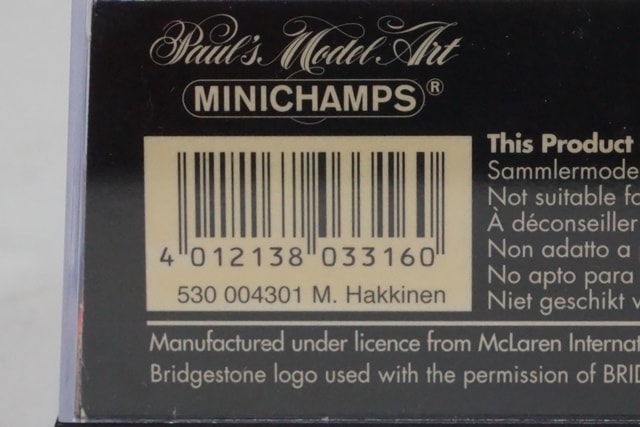 Paul's Model Art
MINICHAMPS®
4 012138 033160
530 004301 M. Hakkinen
This Product
Sammlermode
Not suitable fo
À déconseiller
Non adatto a
No apto para
Niet geschikt v
Manufactured under licence from McLaren Internat
Bridgestone logo used with the permission of BRID